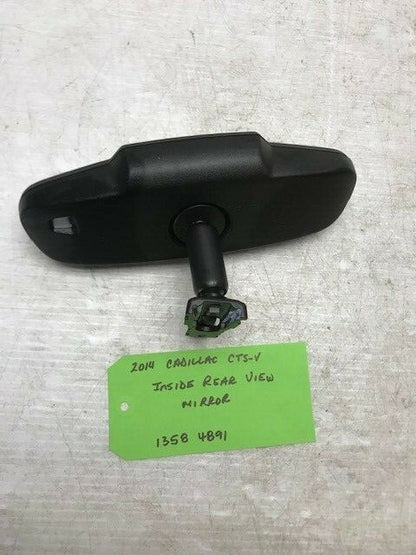 2014 CADILLAC CTS-V
INSIDE REAR VIEW
MIRROR
1358 4891